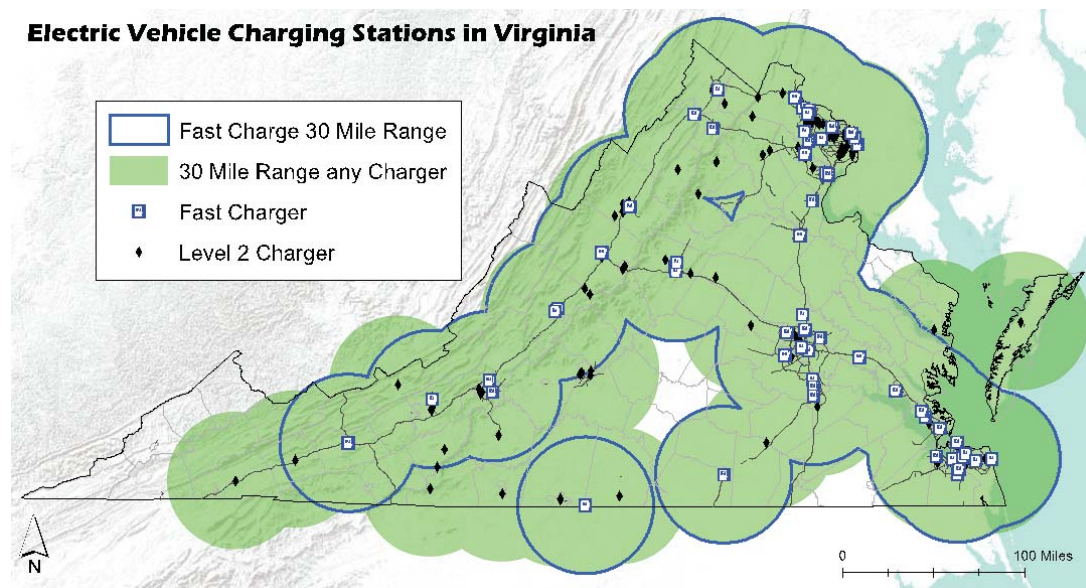 Electric Vehicle Charging Stations in Virginia
Fast Charge 30 Mile Range
30 Mile Range any Charger
Fast Charger
Level 2 Charger
N
0 100 Miles